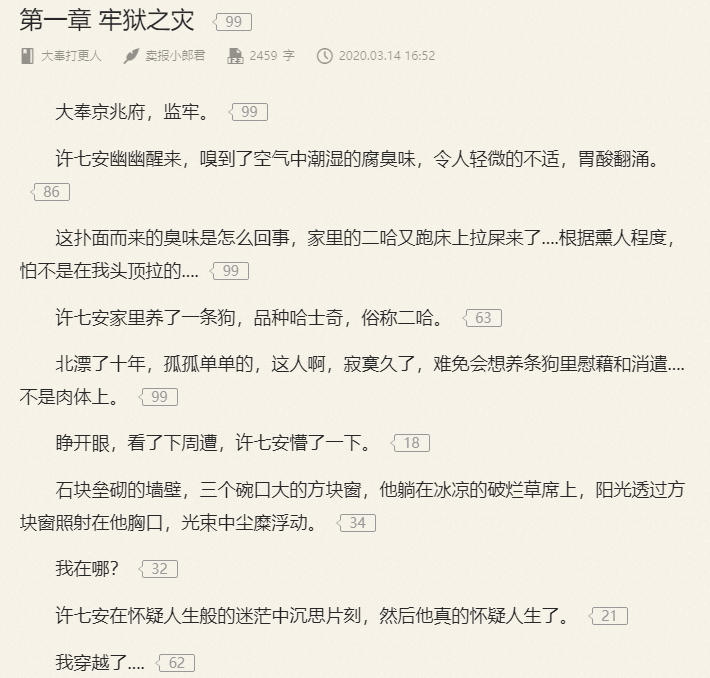 第一章 牢狱之灾 99
大奉打更人 卖报小郎君 2459 字 2020.03.14 16:52
大奉京兆府，监牢。 99
许七安幽幽醒来，嗅到了空气中潮湿的腐臭味，令人轻微的不适，胃酸翻涌。
86
这扑面而来的臭味是怎么回事，家里的二哈又跑床上拉屎来了....根据熏人程度，
怕不是在我头顶拉的.... 99
许七安家里养了一条狗，品种哈士奇，俗称二哈。 63
北漂了十年，孤孤单单的，这人啊，寂寞久了，难免会想养条狗里慰藉和消遣....
不是肉体上。 99
睁开眼，看了下周遭，许七安懵了一下。 18
石块垒砌的墙壁，三个碗口大的方块窗，他躺在冰凉的破烂草席上，阳光透过方
块窗照射在他胸口，光束中尘糜浮动。 34
我在哪？ 32
许七安在怀疑人生般的迷茫中沉思片刻，然后他真的怀疑人生了。 21
我穿越了.... 62